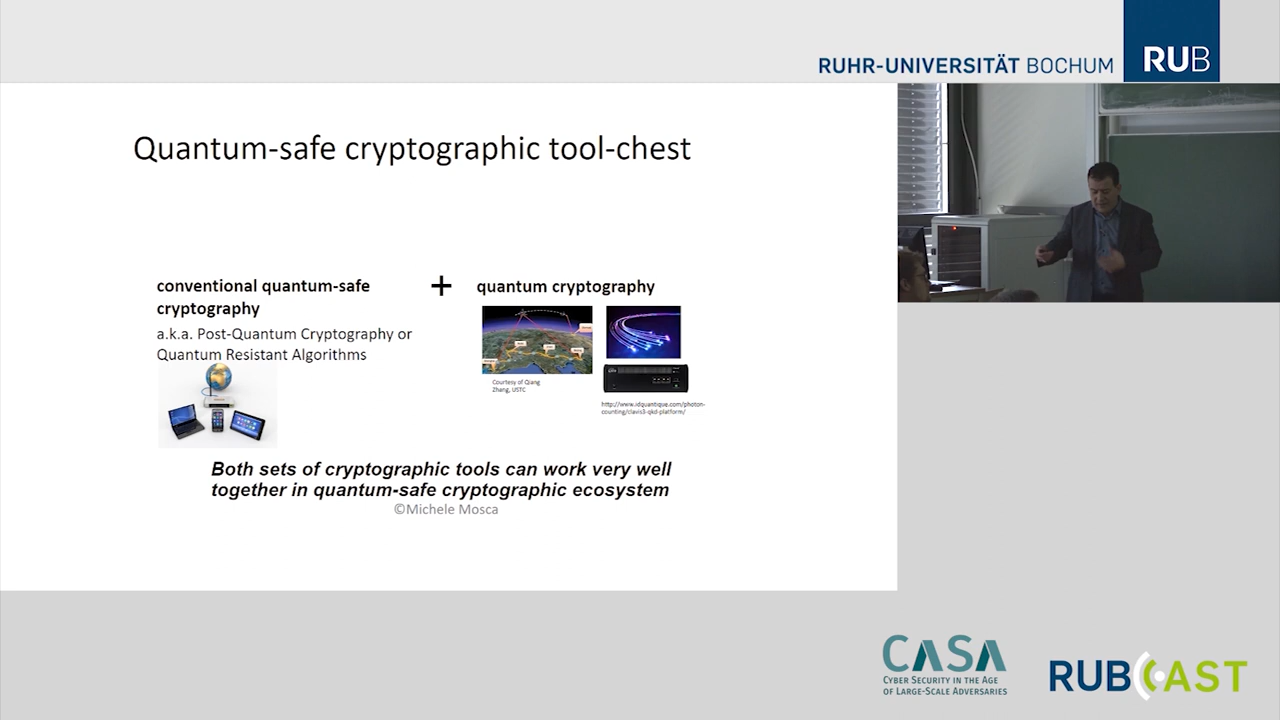 RUHR-UNIVERSITÄT BOCHUM
RUB
Quantum-safe cryptographic tool-chest
conventional quantum-safe
cryptography
a.k.a. Post-Quantum Cryptography or
Quantum Resistant Algorithms
+
quantum cryptography
Courtesy of Qiang
Zhang, USTC
http://www.idquantique.com/photon-
counting/clavis3-qkd-platform/
Both sets of cryptographic tools can work very well
together in quantum-safe cryptographic ecosystem
©Michele Mosca
CASA
CYBER SECURITY IN THE AGE
OF LARGE-SCALE ADVERSARIES
RUBCAST